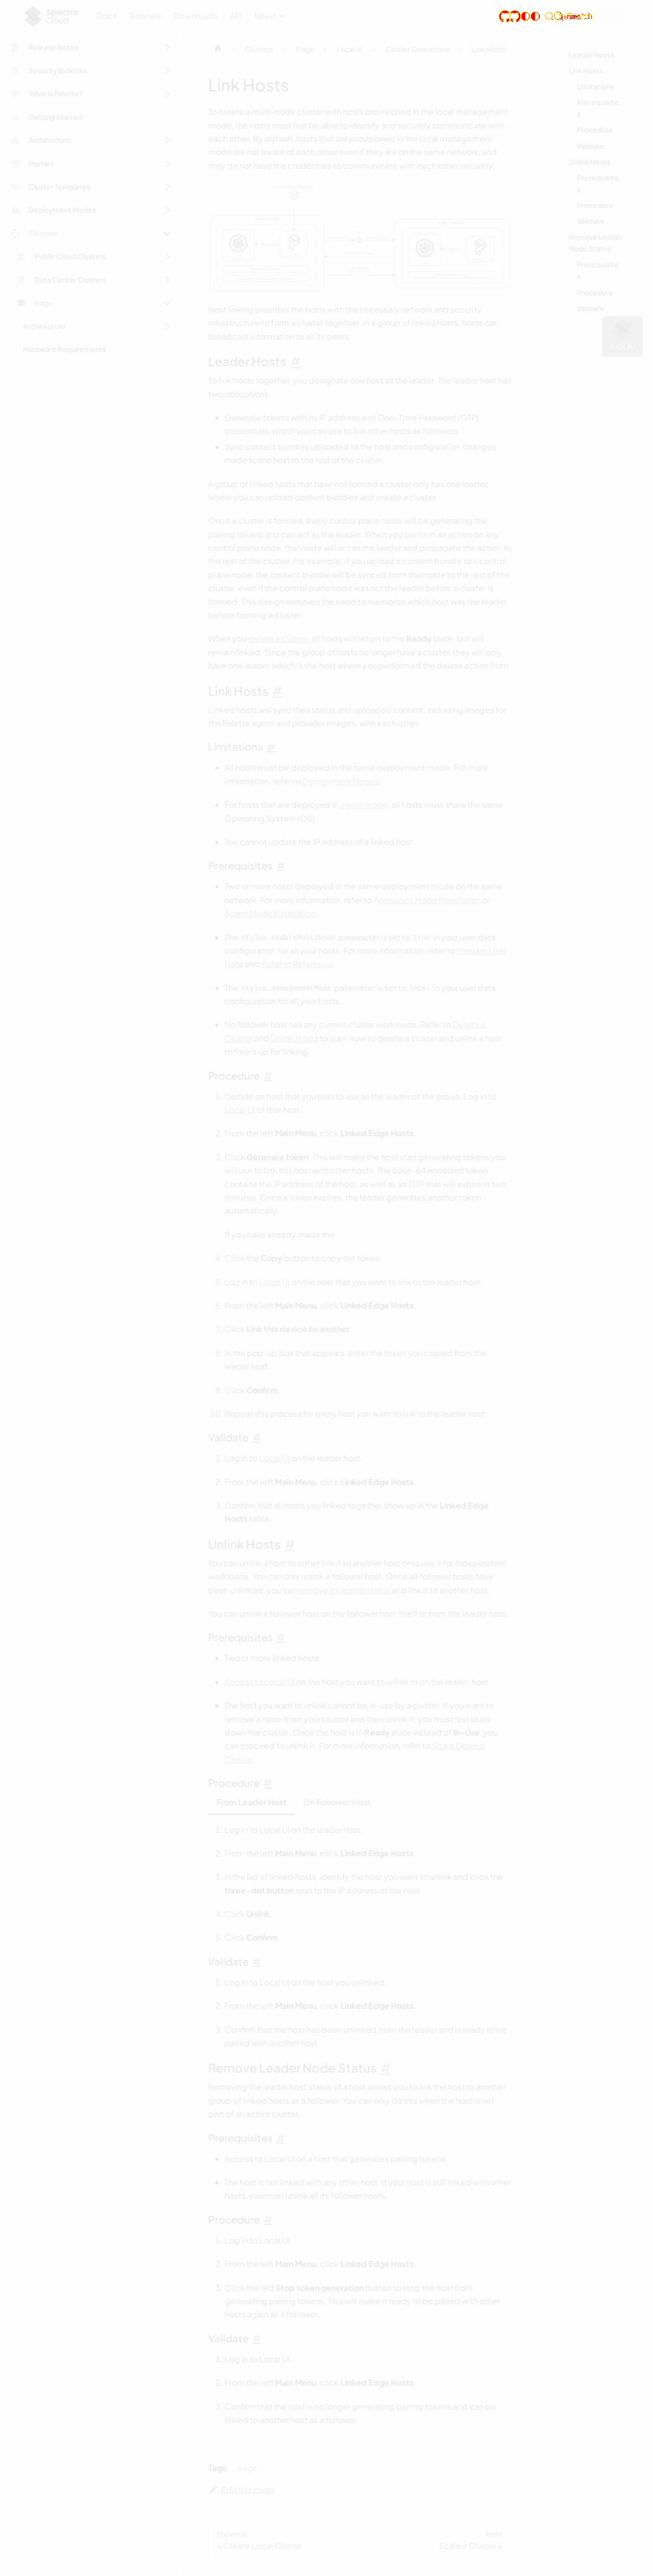 Spectro Cloud
Docs Tutorials Downloads API latest
Search
Release Notes
Security Bulletins
What is Palette?
Getting Started
Architecture
Profiles
Cluster Templates
Deployment Modes
Clusters
Public Cloud Clusters
Data Center Clusters
Edge
Architecture
Hardware Requirements
Clusters Edge Local UI Cluster Operations Link Hosts
Link Hosts
To create a multi-node cluster with hosts provisioned in the local management
mode, the hosts must first be able to identify and securely communicate with
each other. By default, hosts that are provisioned in the local management
mode are not aware of each other even if they are on the same network, and
they do not have the credentials to communicate with each other securely.
Host linking provides the hosts with the necessary network and security
infrastructure to form a cluster together. In a group of linked hosts, hosts can
broadcast information to all its peers.
Leader Hosts #
To link hosts together, you designate one host as the leader. The leader host has
two obligations:
Generate tokens with its IP address and One-Time Password (OTP)
credentials, which you can use to link other hosts as followers.
Sync content bundles uploaded to the host and configuration changes
made to the host to the rest of the cluster.
A group of linked hosts that have not formed a cluster only has one leader,
where you can upload content bundles and create a cluster.
Once a cluster is formed, every control plane node will be generating the
pairing tokens and can act as the leader. When you perform an action on any
control plane node, that node will act as the leader and propagate the action to
the rest of the cluster. For example, if you upload a content bundle to a control
plane node, the content bundle will be synced from that node to the rest of the
cluster, even if the control plane node was not the leader before a cluster is
formed. This design removes the need to memorize which host was the leader
before forming a cluster.
When you delete a cluster, all hosts will return to the Ready state, but will
remain linked. Since the group of hosts no longer have a cluster, they will only
have one leader, which is the host where you performed the delete action from.
Link Hosts #
Linked hosts will sync their status and uploaded content, including images for
the Palette agent and provider images, with each other.
Limitations #
All hosts must be deployed in the same deployment mode. For more
information, refer to Deployment Modes.
For hosts that are deployed in agent mode, all hosts must share the same
Operating System (OS).
You cannot update the IP address of a linked host.
Prerequisites #
Two or more hosts deployed in the same deployment mode on the same
network. For more information, refer to Appliance Mode Installation or
Agent Mode Installation.
The stylus.enableMultiNode parameter is set to true in your user data
configuration for all your hosts. For more information, refer to Prepare User
Data and Installer Reference.
The stylus.managementMode parameter is set to local in your user data
configuration for all your hosts.
No follower host has any current cluster workloads. Refer to Delete a
Cluster and Unlink Hosts to learn how to delete a cluster and unlink a host
to free it up for linking.
Procedure #
1. Decide on host that you plan to use as the leader of the group. Log in to
Local UI of that host.
2. From the left Main Menu, click Linked Edge Hosts.
3. Click Generate token. This will make the host start generating tokens you
will use to link this host with other hosts. The base-64 encoded token
contains the IP address of the host, as well as an OTP that will expire in two
minutes. Once a token expires, the leader generates another token
automatically.
If you have already made the
4. Click the Copy button to copy the token.
5. Log in to Local UI on the host that you want to link to the leader host.
6. From the left Main Menu, click Linked Edge Hosts.
7. Click Link this device to another.
8. In the pop-up box that appears, enter the token you copied from the
leader host.
9. Click Confirm.
10. Repeat this process for every host you want to link to the leader host.
Validate #
1. Log in to Local UI on the leader host.
2. From the left Main Menu, click Linked Edge Hosts.
3. Confirm that all hosts you linked together show up in the Linked Edge
Hosts table.
Unlink Hosts #
You can unlink a host to either link it to another host or to use it for independent
workloads. You can only unlink a follower host. Once all follower hosts have
been unlinked, you can remove its leader status and link it to another host.
You can unlink a follower host on the follower host itself or from the leader host.
Prerequisites #
Two or more linked hosts.
Access to Local UI on the host you want to unlink or on the leader host.
The host you want to unlink cannot be in-use by a cluster. If you want to
remove a node from your cluster and then unlink it, you must first scale
down the cluster. Once the host is in Ready state instead of In-Use, you
can proceed to unlink it. For more information, refer to Scale Down a
Cluster.
Procedure #
From Leader Host On Follower Host
1. Log in to Local UI on the leader host.
2. From the left Main Menu, click Linked Edge Hosts.
3. In the list of linked hosts, identify the host you want to unlink and click the
three-dot button next to the IP address of the host.
4. Click Unlink.
5. Click Confirm.
Validate #
1. Log in to Local UI on the host you unlinked.
2. From the left Main Menu, click Linked Edge Hosts.
3. Confirm that the host has been unlinked from the leader and is ready to be
paired with another host.
Remove Leader Node Status #
Removing the leader host status of a host allows you to link the host to another
group of linked hosts as a follower. You can only do this when the host is not
part of an active cluster.
Prerequisites #
Access to Local UI on a host that generates pairing tokens.
The host is not linked with any other host. If your host is still linked with other
hosts, you must unlink all its follower hosts.
Procedure #
1. Log in to Local UI.
2. From the left Main Menu, click Linked Edge Hosts.
3. Click the red Stop token generation button to stop the host from
generating pairing tokens. This will make it ready to be paired with other
hosts again as a follower.
Validate #
1. Log in to Local UI.
2. From the left Main Menu, click Linked Edge Hosts.
3. Confirm that the host is no longer generating pairing tokens and can be
linked to another host as a follower.
Tags: edge
Edit this page
Previous
« Create Local Cluster
Next
Scale a Cluster »
Leader Hosts
Link Hosts
Limitations
Prerequisite
s
Procedure
Validate
Unlink Hosts
Prerequisite
s
Procedure
Validate
Remove Leader
Node Status
Prerequisite
s
Procedure
Validate
Ask AI